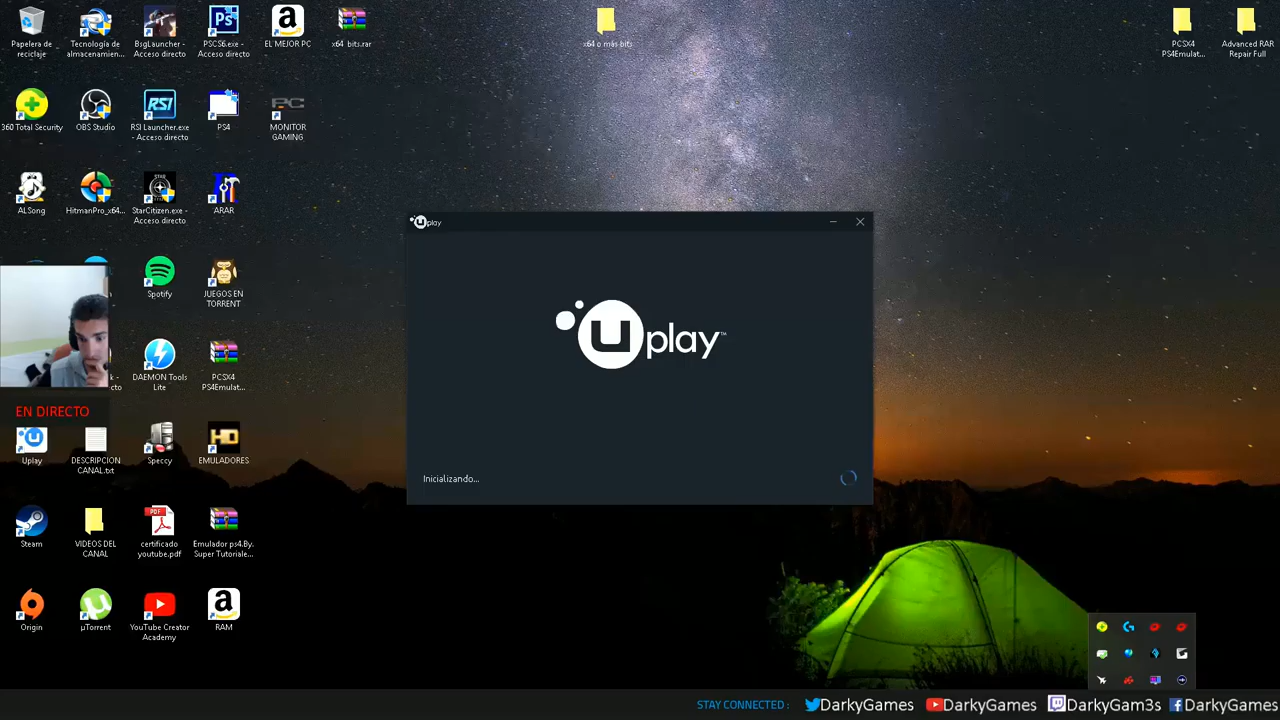 Papelera de
reciclaje
Tecnología de
almacenamien...
BsgLauncher
- Acceso directo
PSCS6.exe -
Acceso directo
EL MEJOR PC
x64 bits.rar
x64 o más bits
PCSX4
PS4Emulat...
Advanced RAR
Repair Full
360 Total Security
OBS Studio
RSI Launcher.exe
- Acceso directo
PS4
MONITOR
GAMING
ALSong
HitmanPro_x64...
StarCitizen.exe -
Acceso directo
ARAR
Uplay
Uplay™
Inicializando...
Spotify
JUEGOS EN
TORRENT
DAEMON Tools
Lite
PCSX4
PS4Emulat...
EN DIRECTO
Uplay
DESCRIPCION
CANAL.txt
Speccy
EMULADORES
Steam
VIDEOS DEL
CANAL
certificado
youtube.pdf
Emulador ps4.By.
Super Tutoriale...
Origin
µTorrent
YouTube Creator
Academy
RAM
STAY CONNECTED : DarkyGames DarkyGames DarkyGam3s DarkyGames